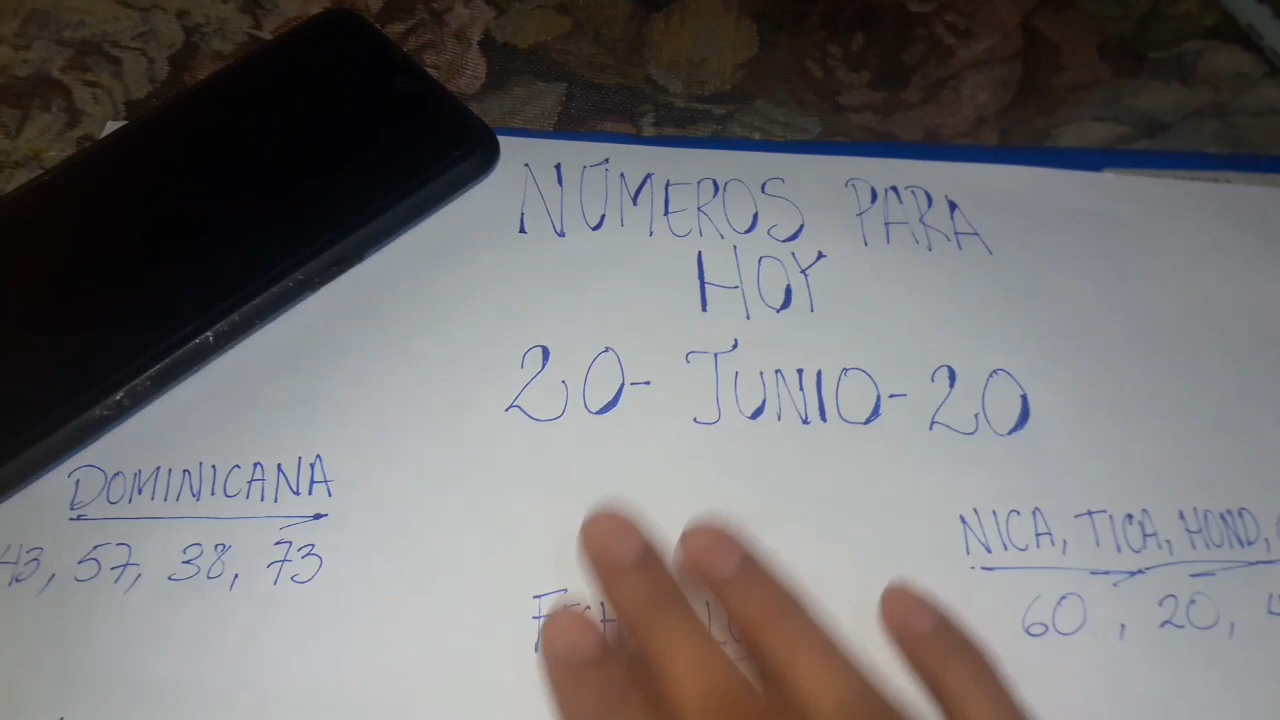 NÚMEROS PARA
HOY
20- JUNIO-20
DOMINICANA
43, 57, 38, 73
NICA, TICA, HOND,
60, 20,